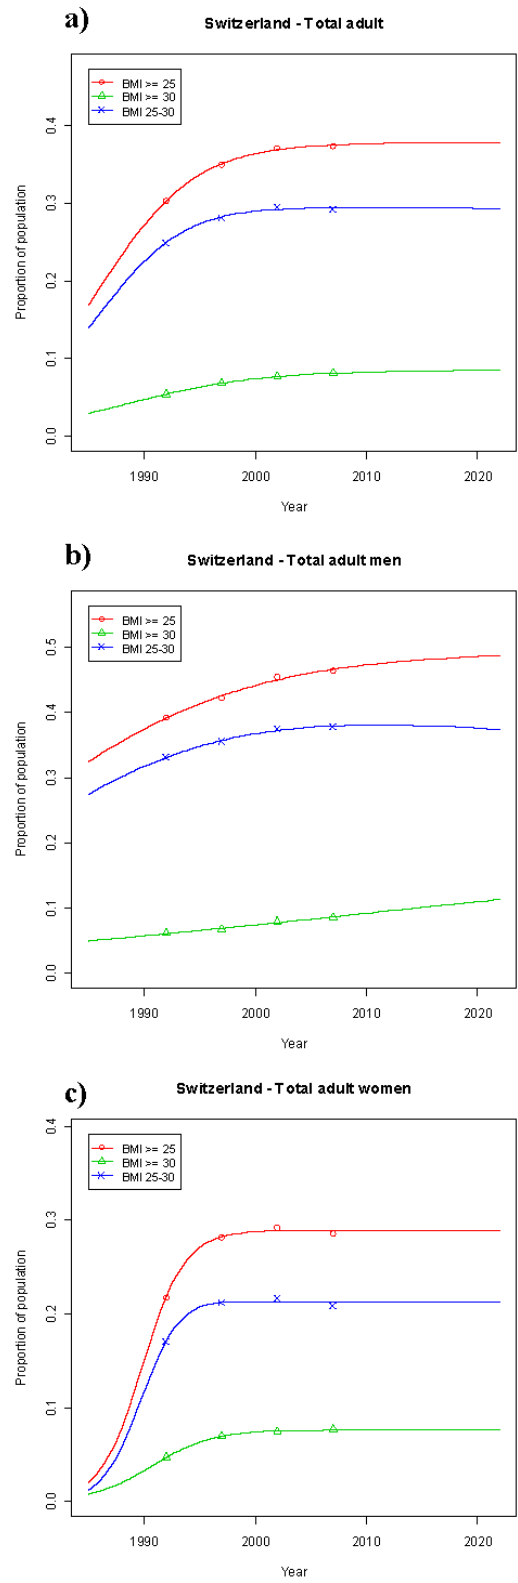 a)
Switzerland - Total adult
BMI >= 25
BMI >= 30
BMI 25-30
Proportion of population
0.4
0.3
0.2
0.1
0.0
1990 2000 2010 2020
Year
b)
Switzerland - Total adult men
BMI >= 25
BMI >= 30
BMI 25-30
Proportion of population
0.5
0.4
0.3
0.2
0.1
0.0
1990 2000 2010 2020
Year
c)
Switzerland - Total adult women
BMI >= 25
BMI >= 30
BMI 25-30
Proportion of population
0.4
0.3
0.2
0.1
0.0
1990 2000 2010 2020
Year